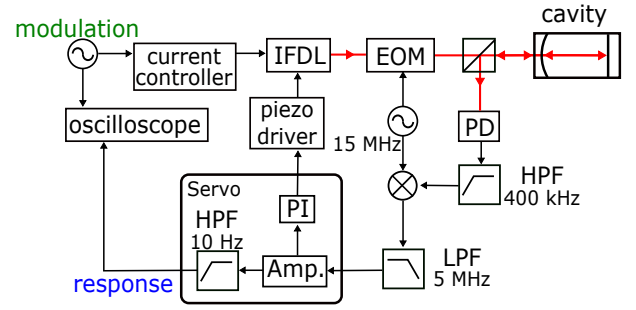 cavity
modulation
current
controller
IFDL
EOM
oscilloscope
piezo
driver
15 MHz
PD
HPF
400 kHz
Servo
HPF
10 Hz
PI
Amp.
LPF
5 MHz
response